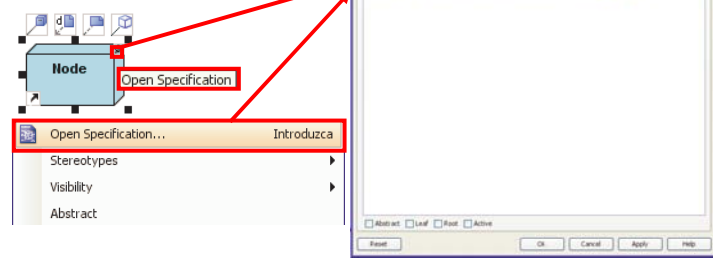 d
Node
Open Specification
Open Specification... Introduzca
Stereotypes
Visibility
Abstract
Abstract Leaf Root Active
Reset OK Cancel Apply Help